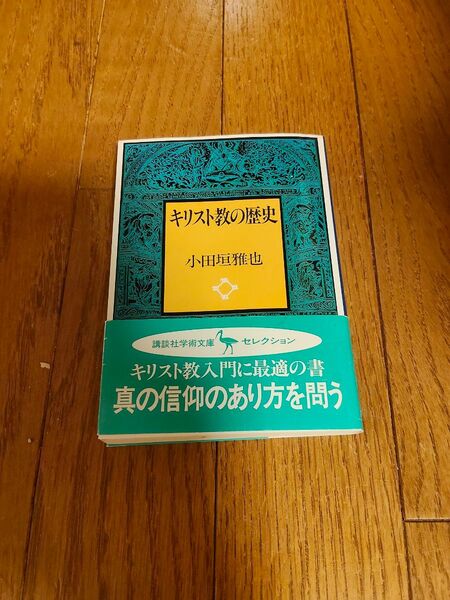 キリスト教の歴史
小田垣雅也
講談社学術文庫 セレクション
キリスト教入門に最適の書
真の信仰のあり方を問う